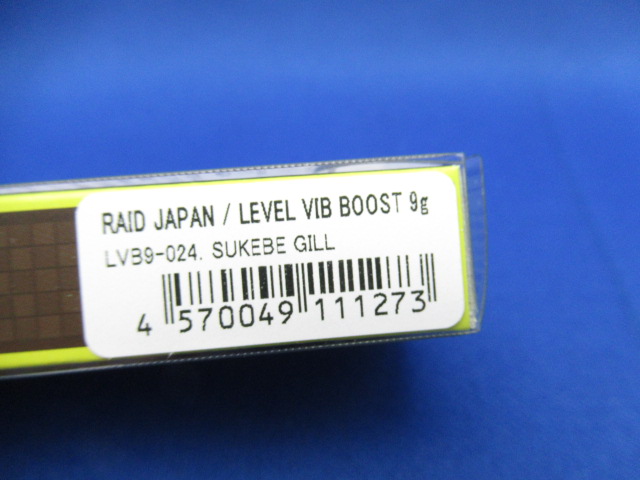 RAID JAPAN / LEVEL VIB BOOST 9g
LVB9-024. SUKEBE GILL
4 570049 111273